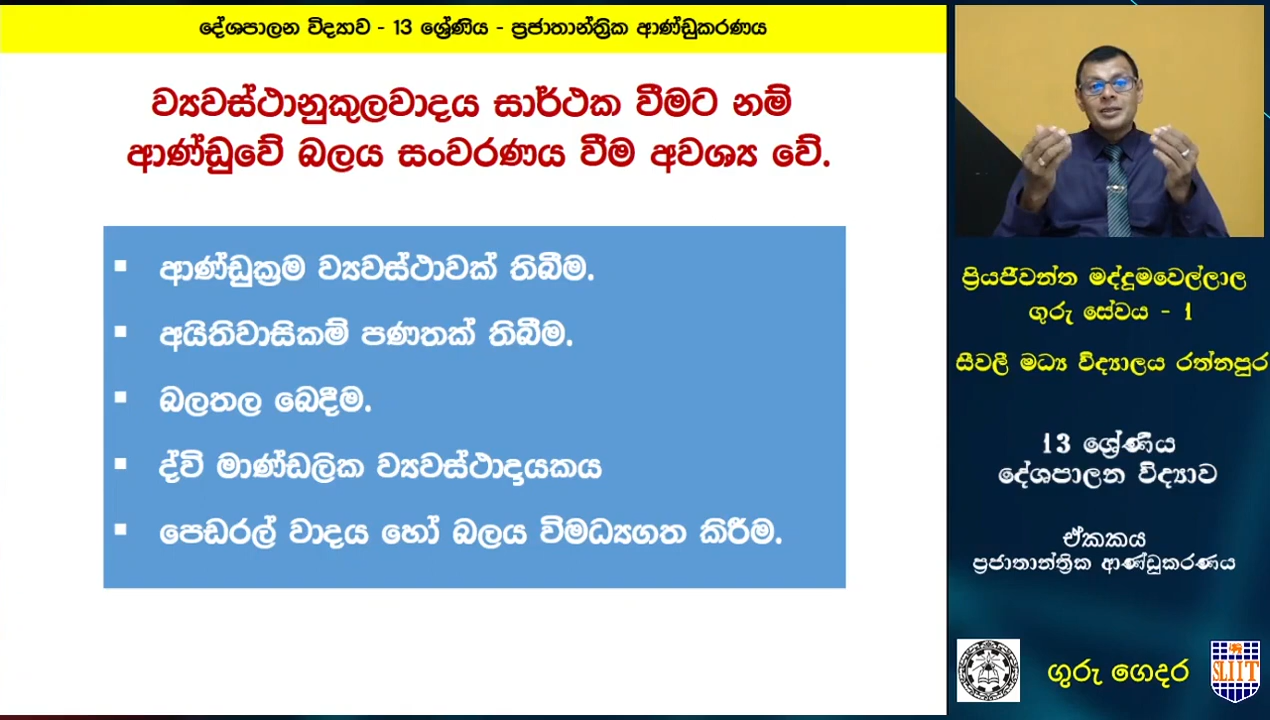 දේශපාලන විද්‍යාව - 13 ශ්‍රේණිය - ප්‍රජාතාන්ත්‍රික ආණ්ඩුකරණය
ව්‍යවස්ථානුකුලවාදය සාර්ථක වීමට නම්
ආණ්ඩුවේ බලය සංවරණය වීම අවශ්‍ය වේ.
▪ ආණ්ඩුක්‍රම ව්‍යවස්ථාවක් තිබීම.
▪ අයිතිවාසිකම් පණතක් තිබීම.
▪ බලතල බෙදීම.
▪ ද්වි මාණ්ඩලික ව්‍යවස්ථාදායකය
▪ පෙඩරල් වාදය හෝ බලය විමධ්‍යගත කිරීම.
ප්‍රියජීවන්ත මද්දූමවෙල්ලාල
ගුරු සේවය - 1
සීවලී මධ්‍ය විද්‍යාලය රත්නපුර
13 ශ්‍රේණිය
දේශපාලන විද්‍යාව
ඒකකය
ප්‍රජාතාන්ත්‍රික ආණ්ඩුකරණය
ගුරු ගෙදර
SLIIT